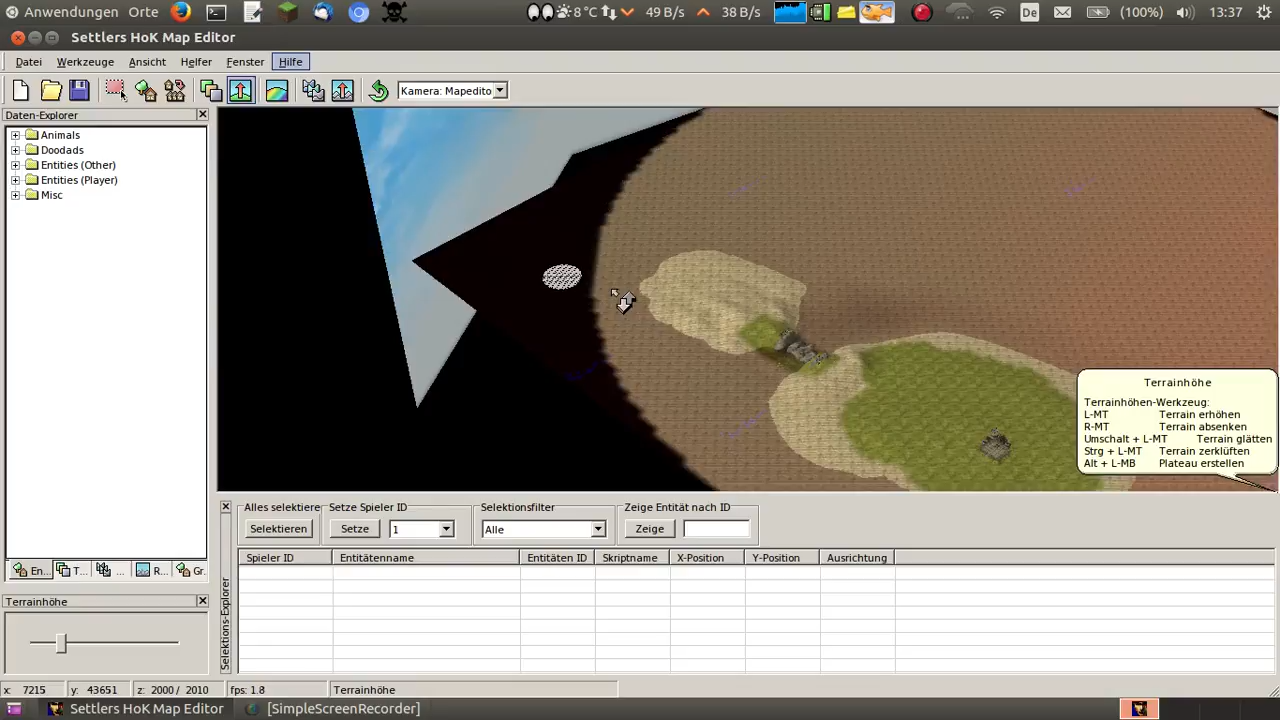 Anwendungen Orte 8°C 49 B/s 38 B/s De (100%) 13:37
Settlers HoK Map Editor
Datei Werkzeuge Ansicht Helfer Fenster Hilfe
Kamera: Mapedito
Daten-Explorer
Animals
Doodads
Entities (Other)
Entities (Player)
Misc
Terrainhöhe
Terrainhöhen-Werkzeug:
L-MT Terrain erhöhen
R-MT Terrain absenken
Umschalt + L-MT Terrain glätten
Strg + L-MT Terrain zerklüften
Alt + L-MB Plateau erstellen
Alles selektiere Setze Spieler ID Selektionsfilter Zeige Entität nach ID
Selektieren Setze 1 Alle Zeige
Spieler ID Entitätenname Entitäten ID Skriptname X-Position Y-Position Ausrichtung
Selektions-Explorer
En... T... ... R... Gr.
Terrainhöhe
x: 7215 y: 43651 z: 2000 / 2010 fps: 1.8 Terrainhöhe
Settlers HoK Map Editor [SimpleScreenRecorder]